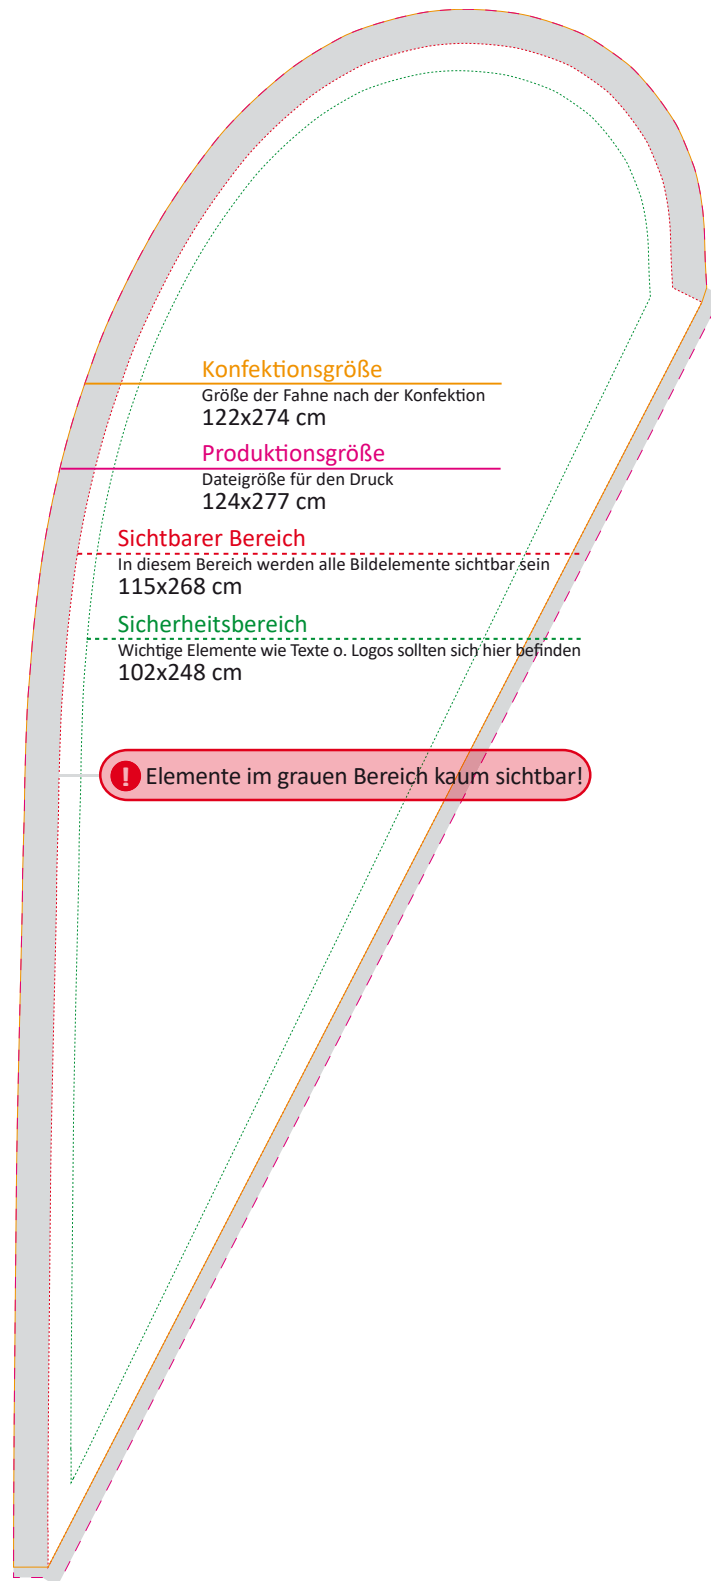 Konfektionsgröße
Größe der Fahne nach der Konfektion
122x274 cm
Produktionsgröße
Dateigröße für den Druck
124x277 cm
Sichtbarer Bereich
In diesem Bereich werden alle Bildelemente sichtbar sein
115x268 cm
Sicherheitsbereich
Wichtige Elemente wie Texte o. Logos sollten sich hier befinden
102x248 cm
! Elemente im grauen Bereich kaum sichtbar!